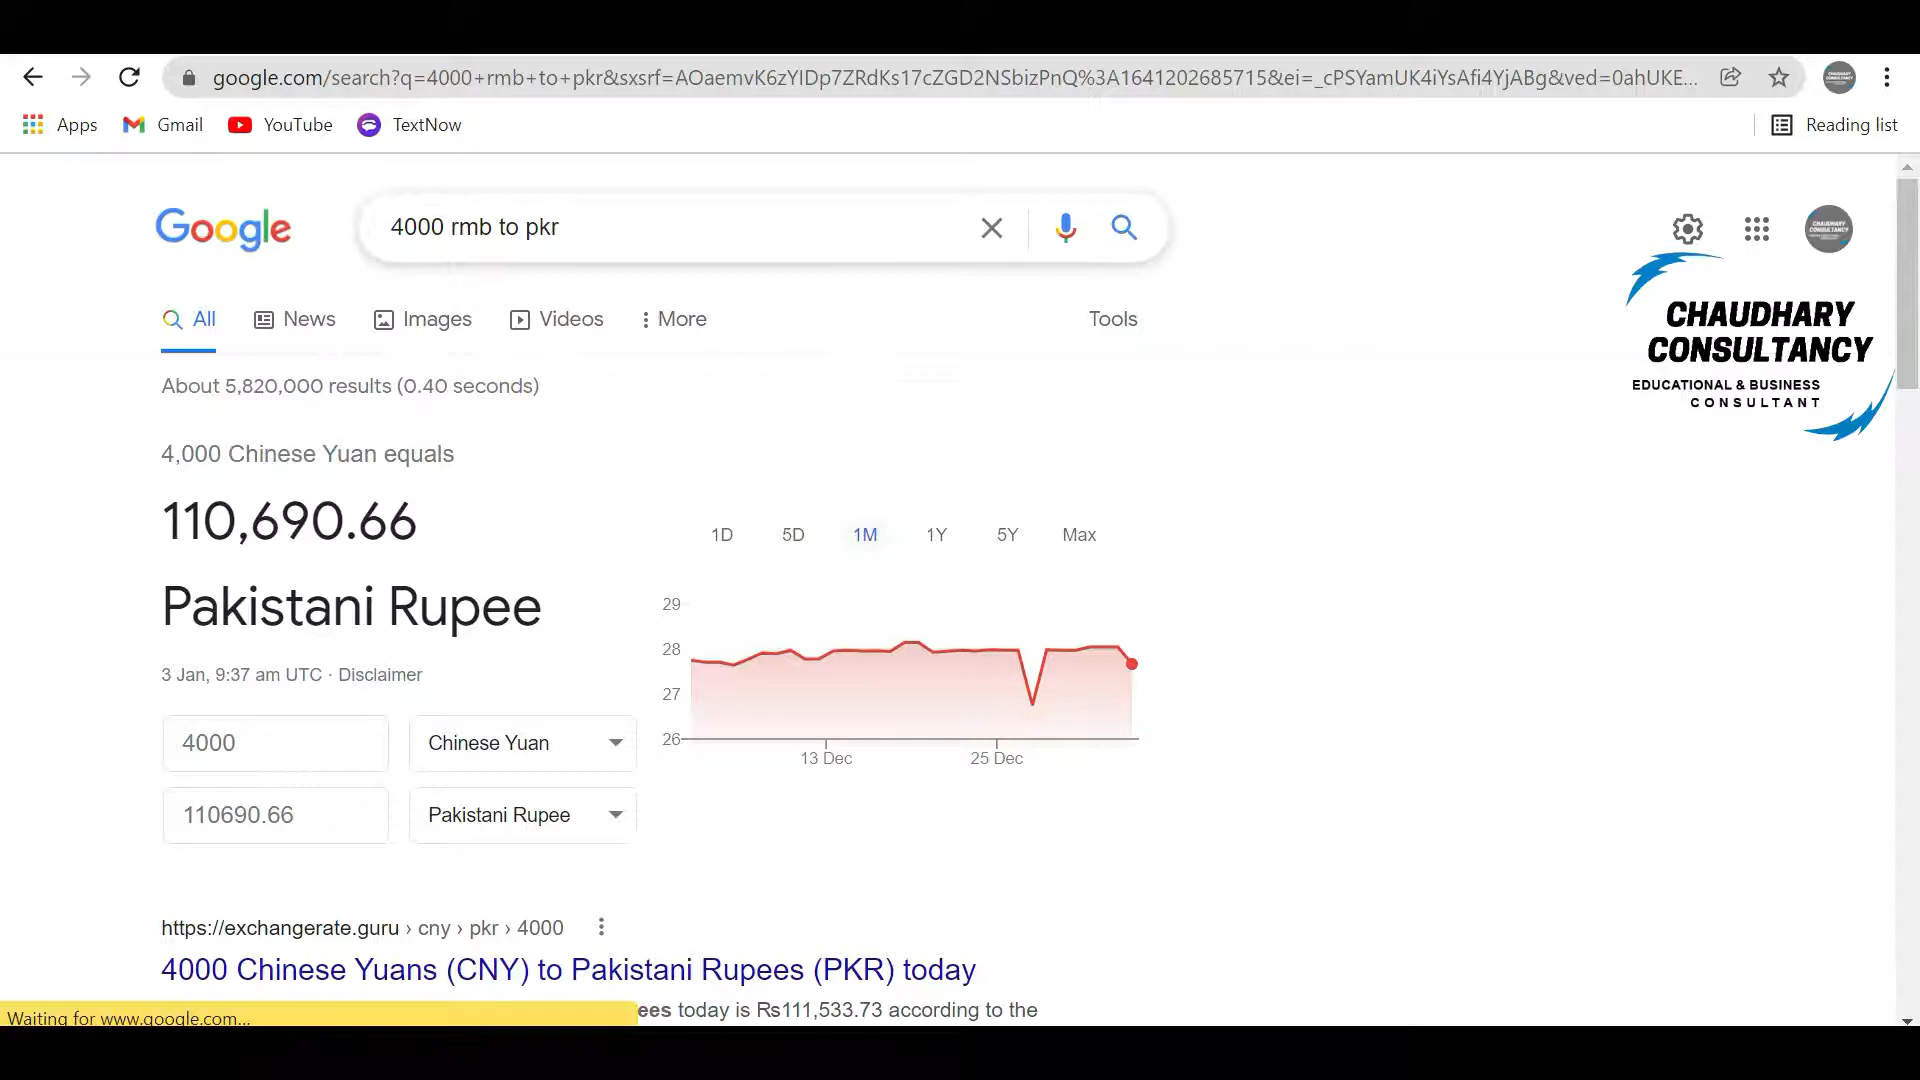 google.com/search?q=4000+rmb+to+pkr&sxsrf=AOaemvK6zYIDp7ZRdKs17cZGD2NSbizPnQ%3A1641202685715&ei=_cPSYamUK4iYsAfi4YjABg&ved=0ahUKE...
Apps Gmail YouTube TextNow Reading list
Google 4000 rmb to pkr
All News Images Videos More Tools
CHAUDHARY
CONSULTANCY
EDUCATIONAL & BUSINESS
CONSULTANT
About 5,820,000 results (0.40 seconds)
4,000 Chinese Yuan equals
110,690.66
Pakistani Rupee
3 Jan, 9:37 am UTC · Disclaimer
4000 Chinese Yuan
110690.66 Pakistani Rupee
1D 5D 1M 1Y 5Y Max
29
28
27
26
13 Dec 25 Dec
https://exchangerate.guru › cny › pkr › 4000
4000 Chinese Yuans (CNY) to Pakistani Rupees (PKR) today
ees today is Rs111,533.73 according to the
Waiting for www.google.com...